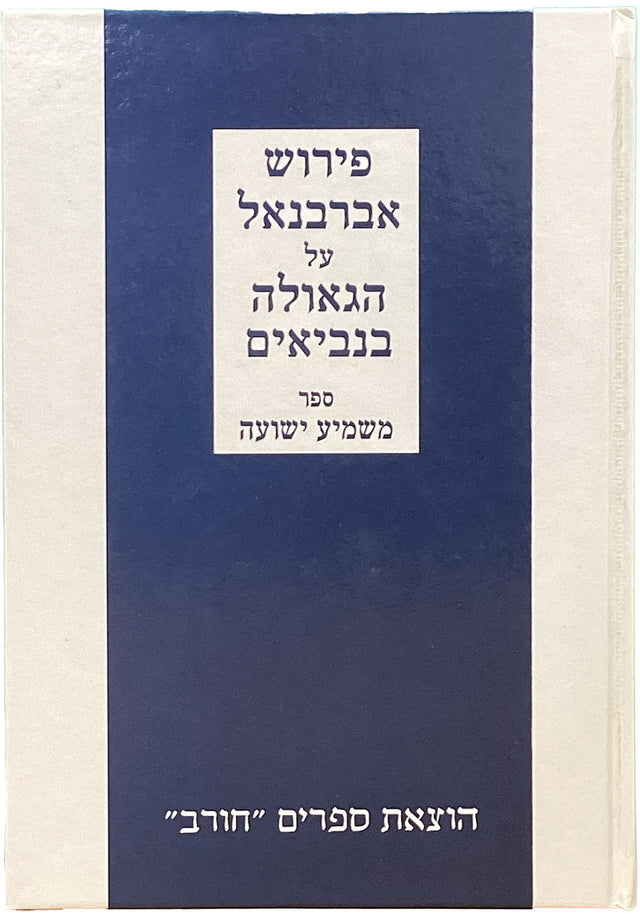 פירוש
אברבנאל
על
הגאולה
בנביאים
ספר
משמיע ישועה
הוצאת ספרים "חורב"